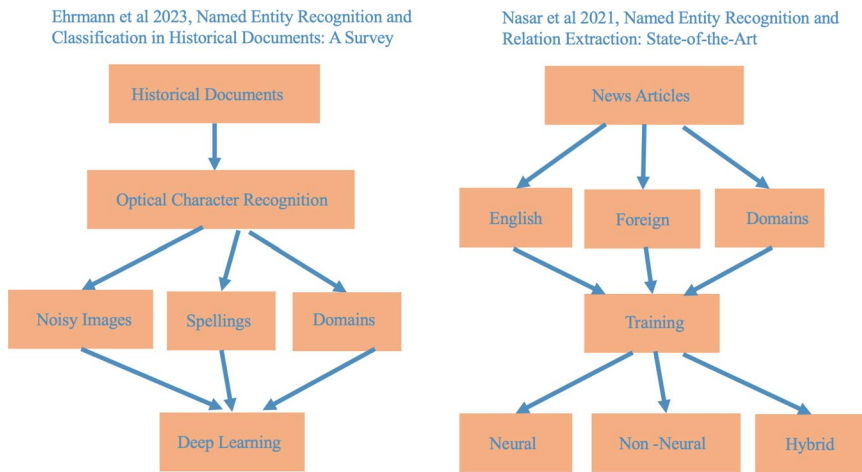 Ehrmann et al 2023, Named Entity Recognition and
Classification in Historical Documents: A Survey
Historical Documents
Optical Character Recognition
Noisy Images
Spellings
Domains
Deep Learning
Nasar et al 2021, Named Entity Recognition and
Relation Extraction: State-of-the-Art
News Articles
English
Foreign
Domains
Training
Neural
Non -Neural
Hybrid